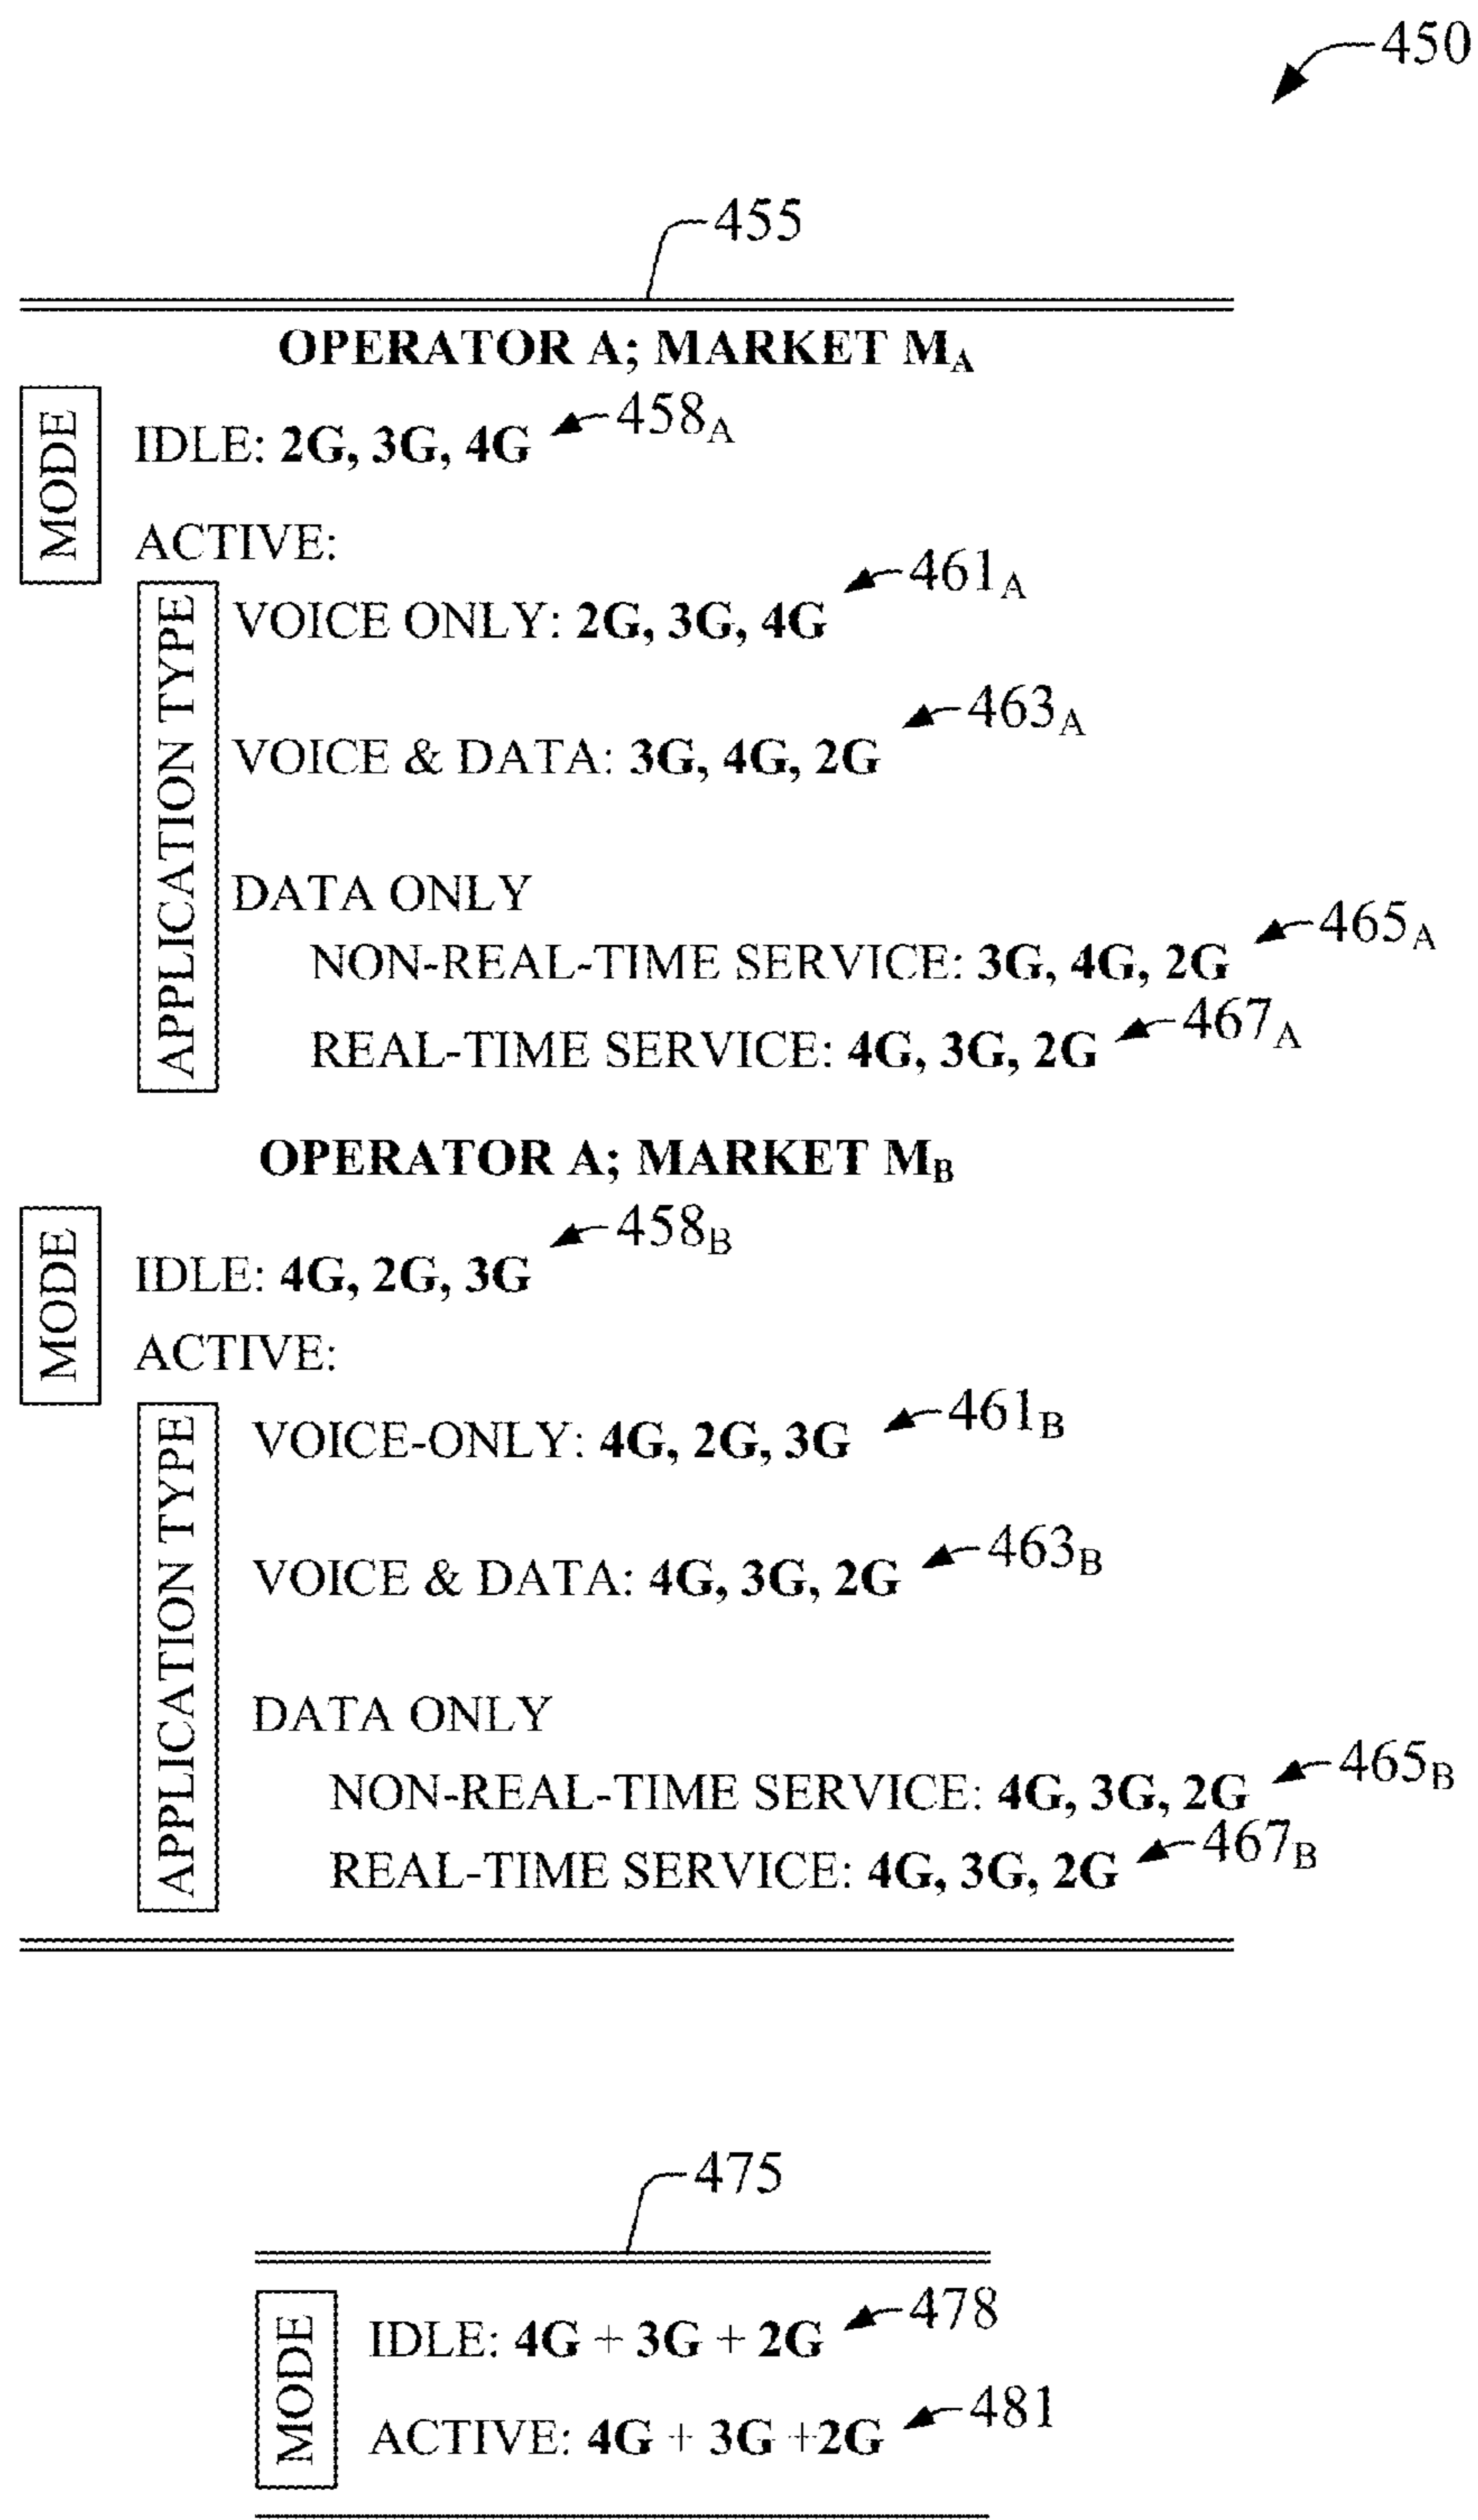 450
455
OPERATOR A; MARKET MA
MODE
IDLE: 2G, 3G, 4G 458A
ACTIVE:
APPLICATION TYPE
VOICE ONLY: 2G, 3G, 4G 461A
VOICE & DATA: 3G, 4G, 2G 463A
DATA ONLY
NON-REAL-TIME SERVICE: 3G, 4G, 2G 465A
REAL-TIME SERVICE: 4G, 3G, 2G 467A
OPERATOR A; MARKET MB
MODE
IDLE: 4G, 2G, 3G 458B
ACTIVE:
APPLICATION TYPE
VOICE-ONLY: 4G, 2G, 3G 461B
VOICE & DATA: 4G, 3G, 2G 463B
DATA ONLY
NON-REAL-TIME SERVICE: 4G, 3G, 2G 465B
REAL-TIME SERVICE: 4G, 3G, 2G 467B
475
MODE
IDLE: 4G + 3G + 2G 478
ACTIVE: 4G + 3G +2G 481